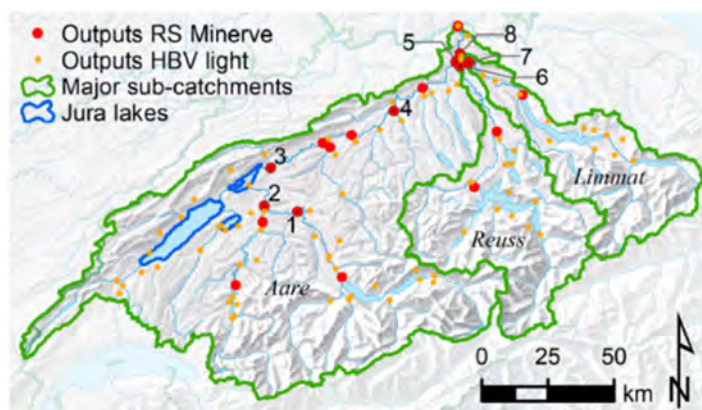 Outputs RS Minerve
Outputs HBV light
Major sub-catchments
Jura lakes
5
8
7
6
4
3
2
1
Limmat
Reuss
Aare
0 25 50
km
N